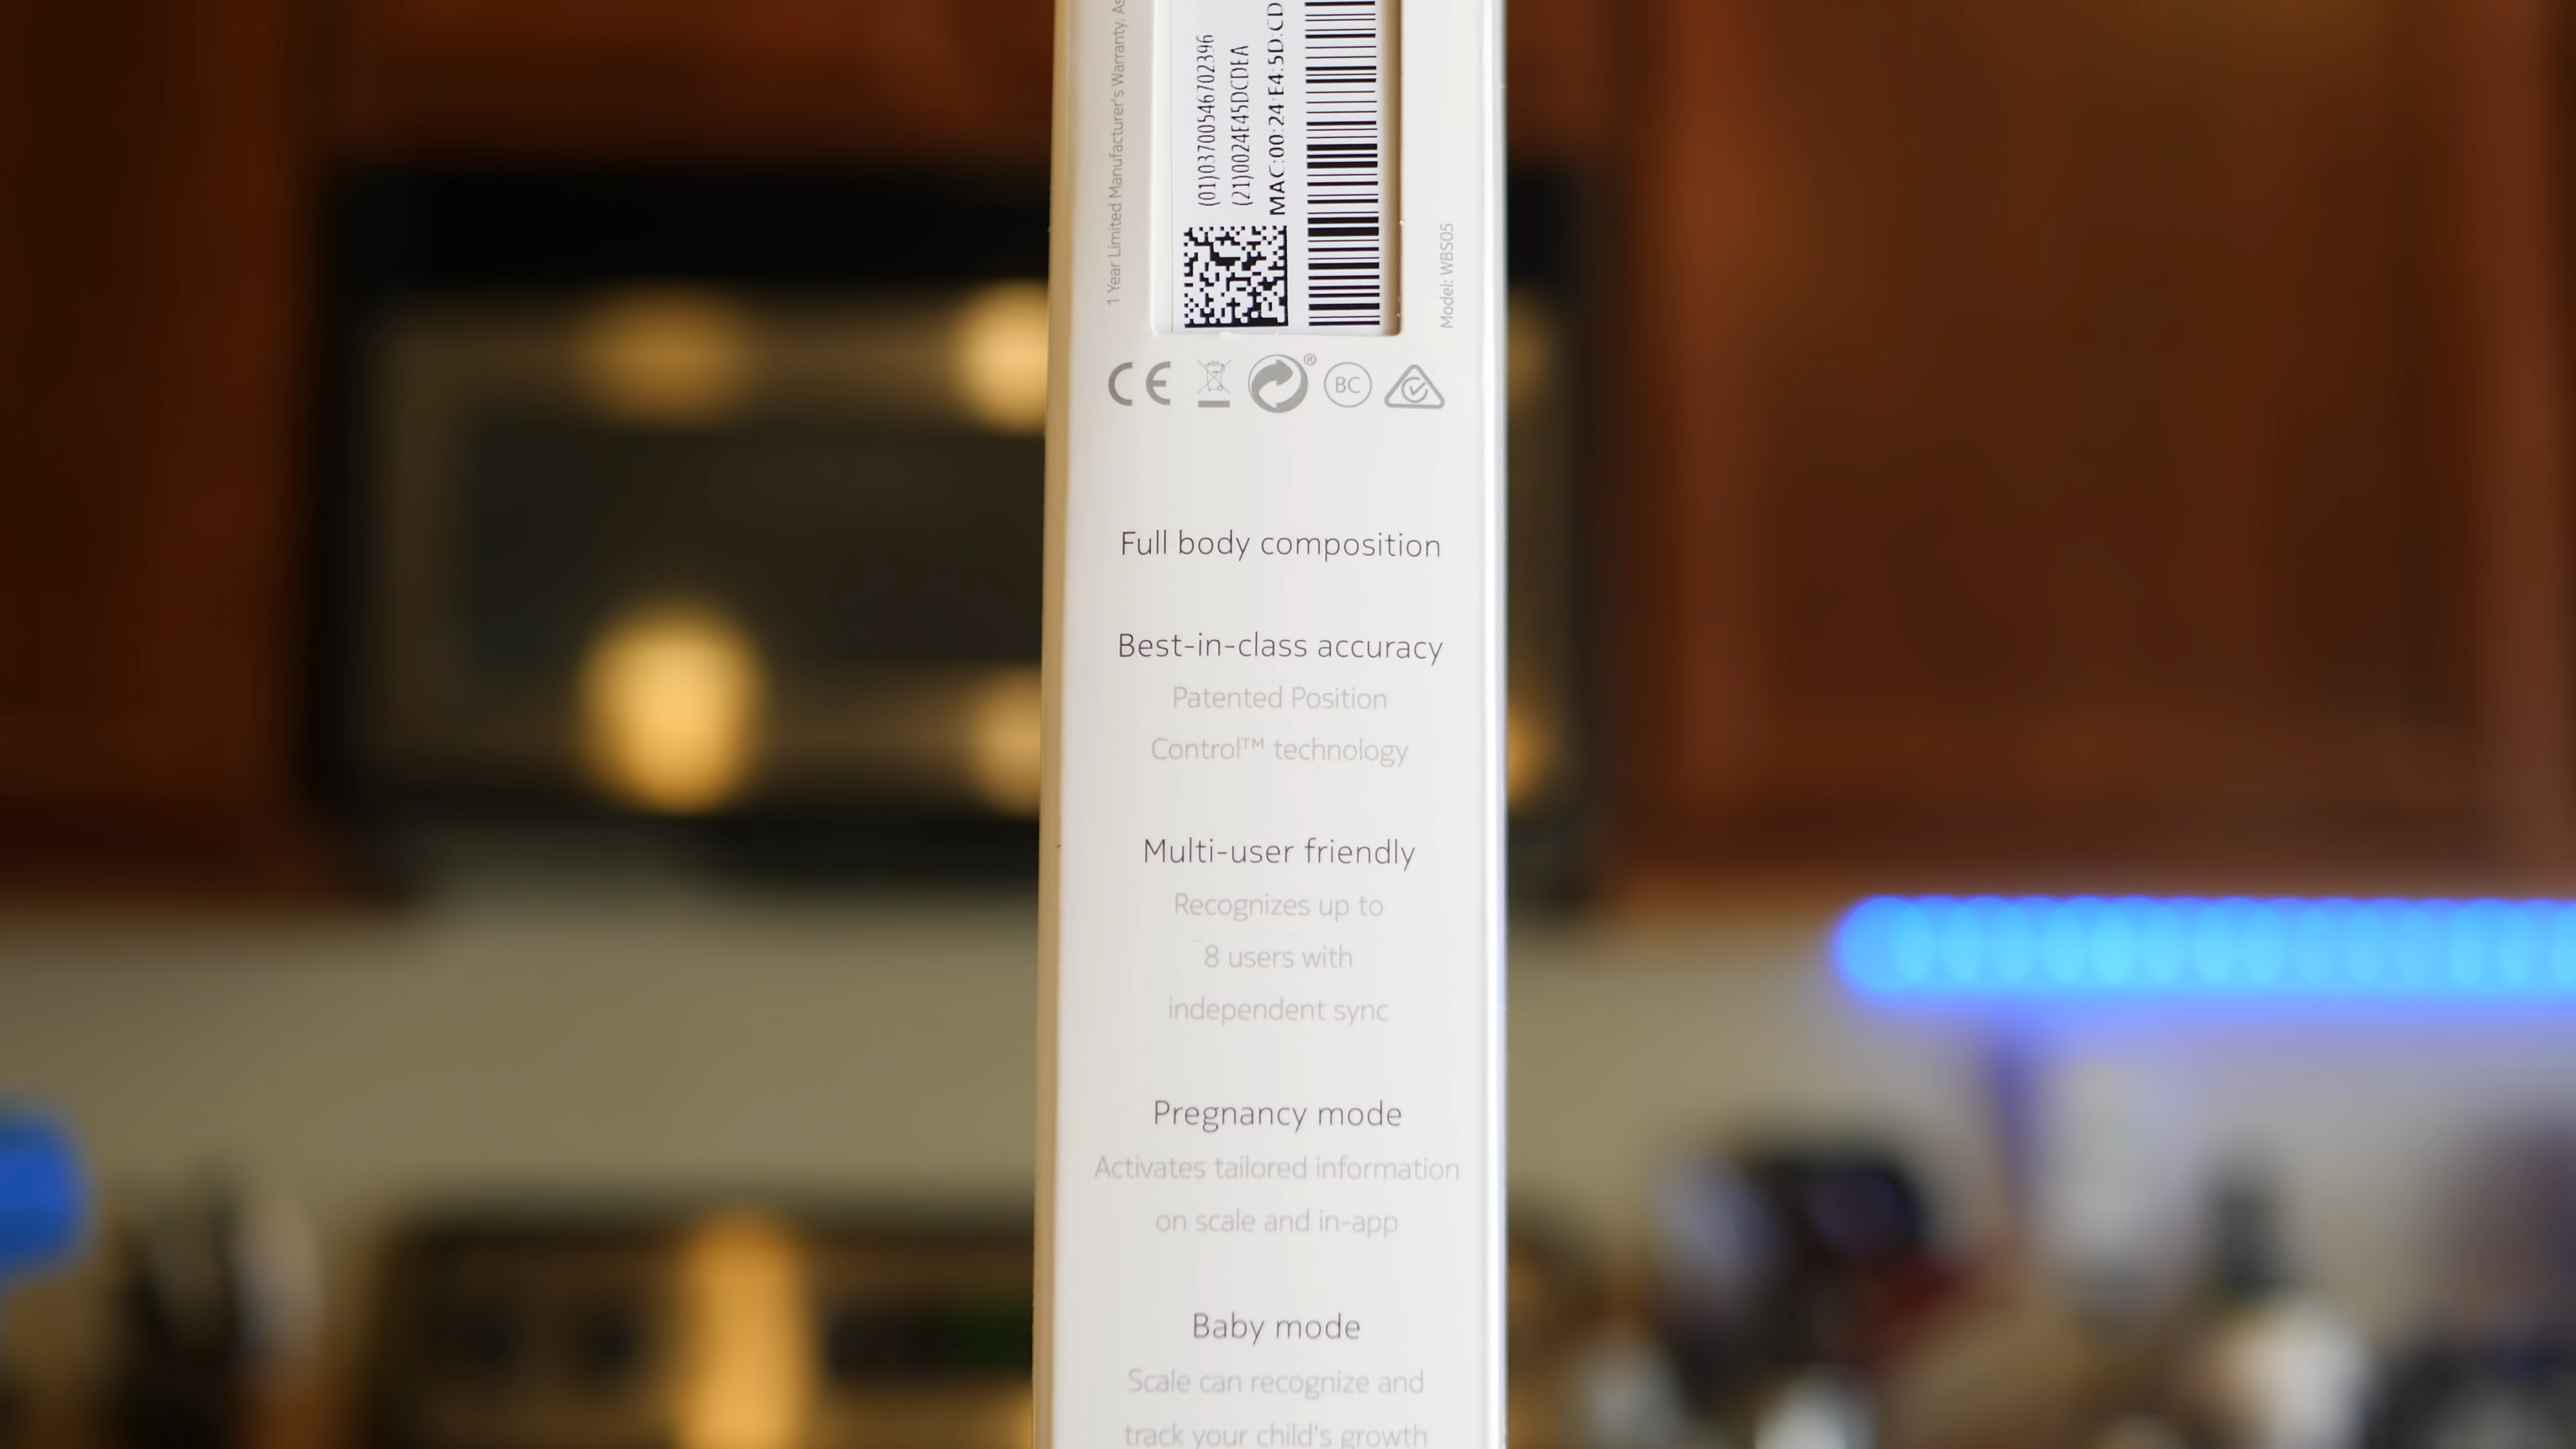 1 Year Limited Manufacturer's Warranty.
(01)03700546702396
(21)0024E45DCDEA
MAC:00:24:E4:5D:CD
Model: WBS05
CE
®
BC
Full body composition
Best-in-class accuracy
Patented Position
Control™ technology
Multi-user friendly
Recognizes up to
8 users with
independent sync
Pregnancy mode
Activates tailored information
on scale and in-app
Baby mode
Scale can recognize and
track your child's growth